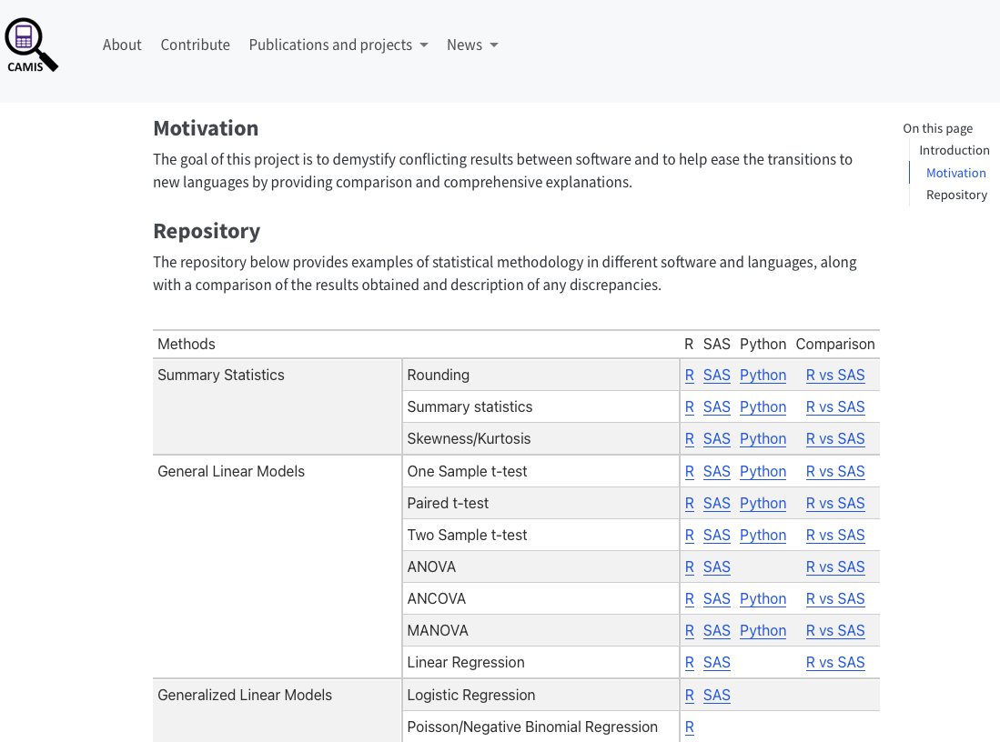 CAMIS
About Contribute Publications and projects News
Motivation
The goal of this project is to demystify conflicting results between software and to help ease the transitions to
new languages by providing comparison and comprehensive explanations.
Repository
The repository below provides examples of statistical methodology in different software and languages, along
with a comparison of the results obtained and description of any discrepancies.
Methods R SAS Python Comparison
Summary Statistics Rounding R SAS Python R vs SAS
Summary statistics R SAS Python R vs SAS
Skewness/Kurtosis R SAS Python R vs SAS
General Linear Models One Sample t-test R SAS Python R vs SAS
Paired t-test R SAS Python R vs SAS
Two Sample t-test R SAS Python R vs SAS
ANOVA R SAS R vs SAS
ANCOVA R SAS Python R vs SAS
MANOVA R SAS Python R vs SAS
Linear Regression R SAS R vs SAS
Generalized Linear Models Logistic Regression R SAS
Poisson/Negative Binomial Regression R
On this page
Introduction
Motivation
Repository